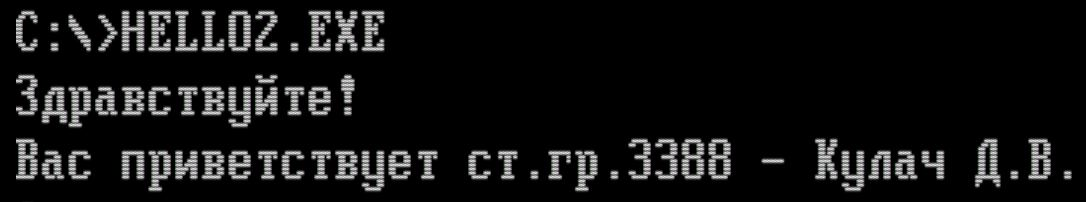 C:\>HELLO2.EXE
Здравствуйте!
Вас приветствует ст.гр.3388 - Кулач Д.В.